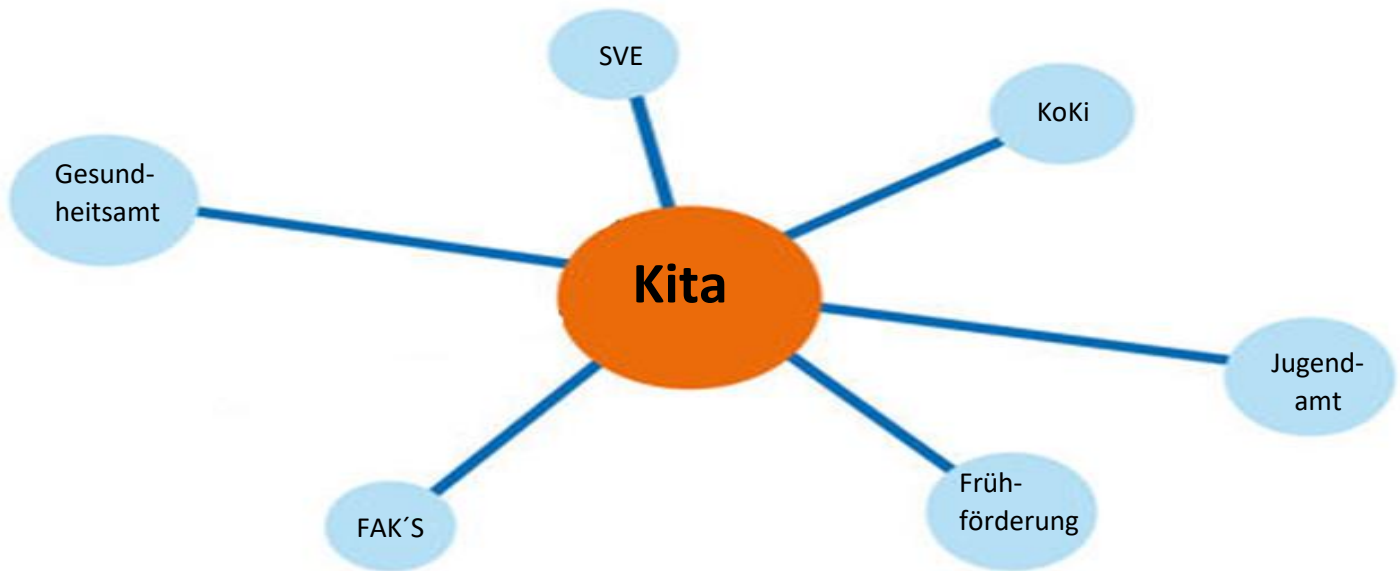 SVE
KoKi
Gesund-
heitsamt
Kita
Jugend-
amt
Früh-
förderung
FAK´S